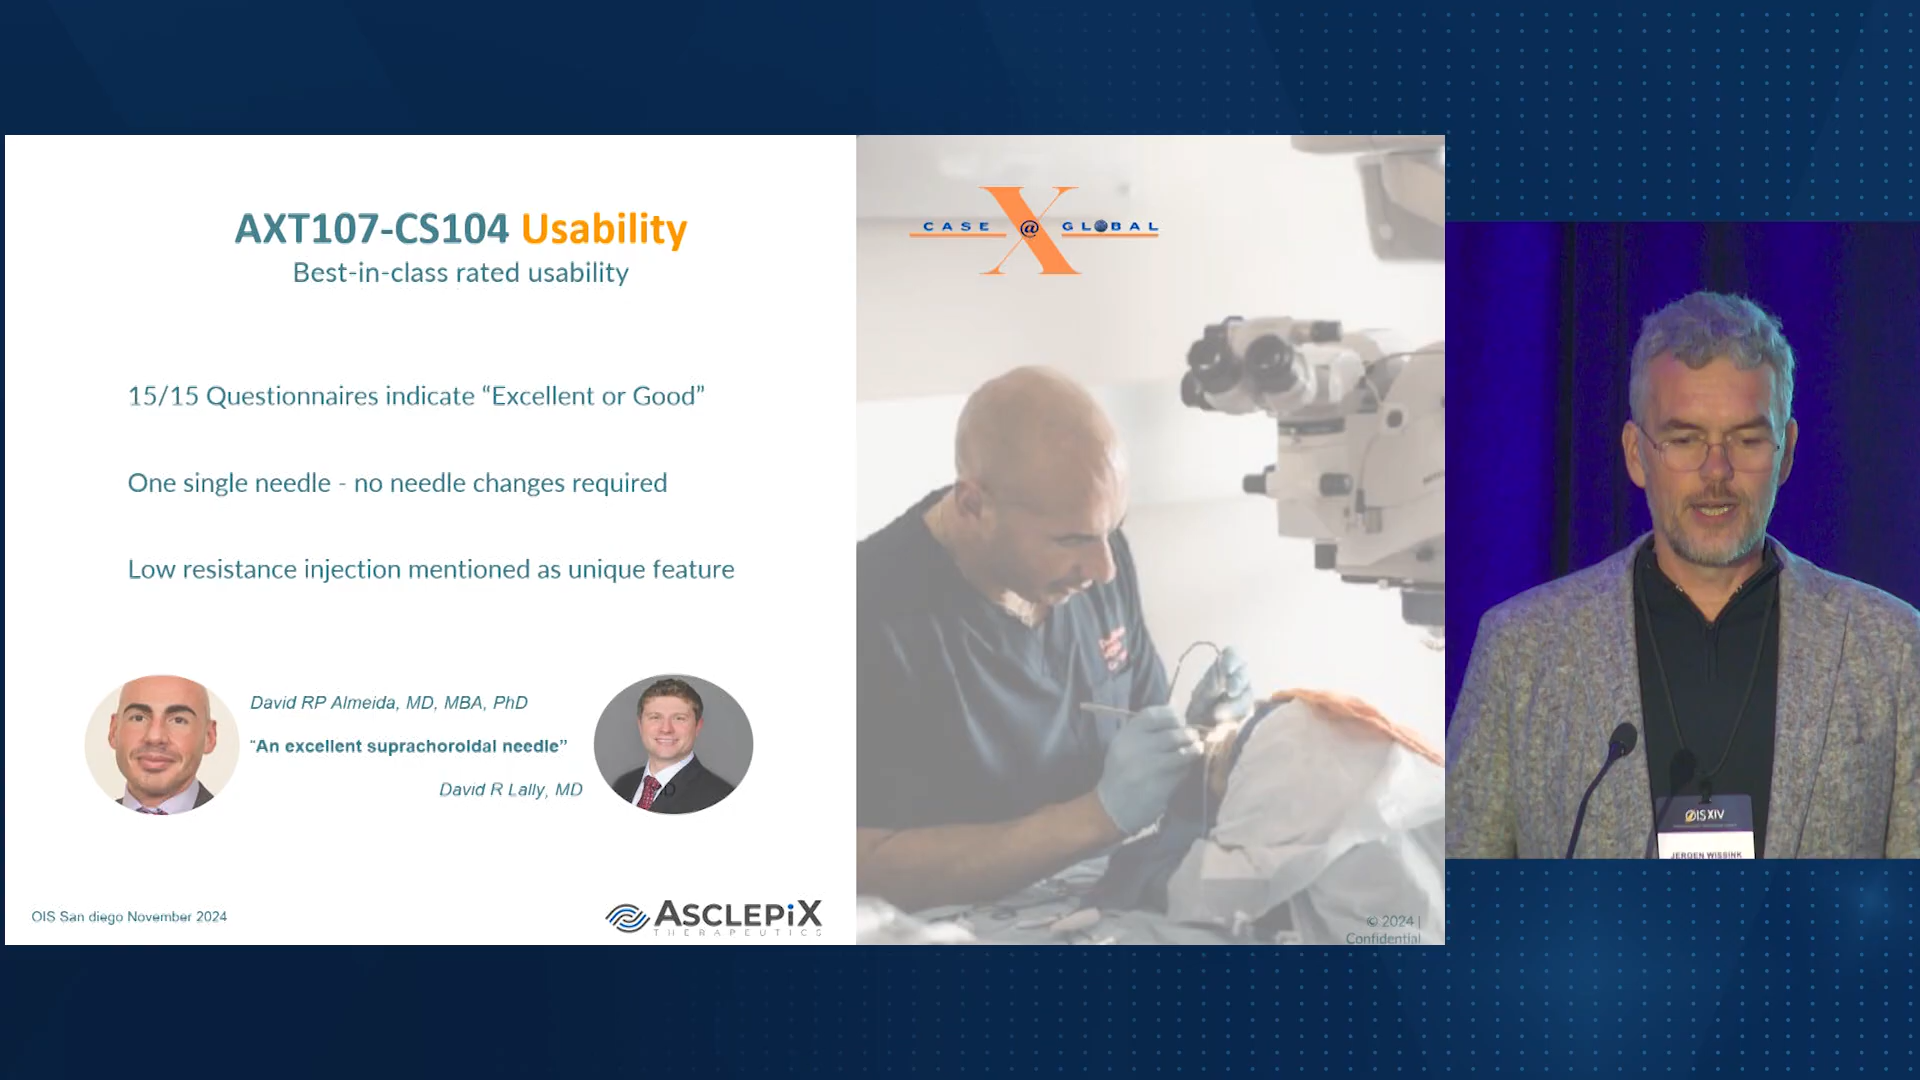 AXT107-CS104 Usability
Best-in-class rated usability
15/15 Questionnaires indicate “Excellent or Good”
One single needle - no needle changes required
Low resistance injection mentioned as unique feature
David RP Almeida, MD, MBA, PhD
“An excellent suprachoroidal needle”
David R Lally, MD
OIS San diego November 2024
ASCLEPiX
THERAPEUTICS
CASE X @ GLOBAL
© 2024 |
Confidential
OIS XIV
JEROEN WISSINK